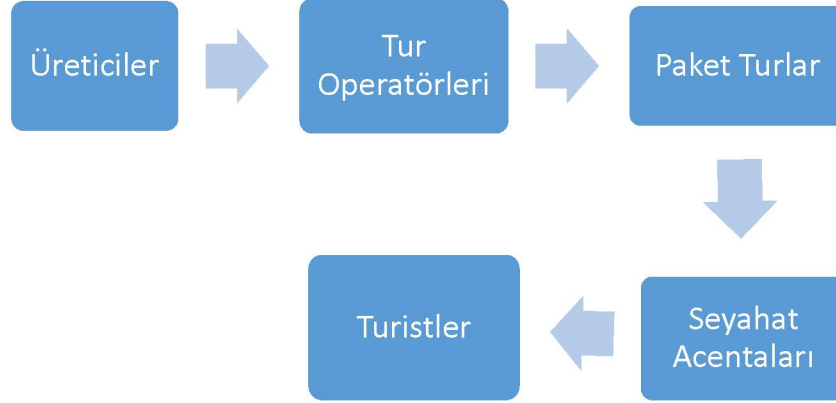 Üreticiler
Tur
Operatörleri
Paket Turlar
Seyahat
Acentaları
Turistler